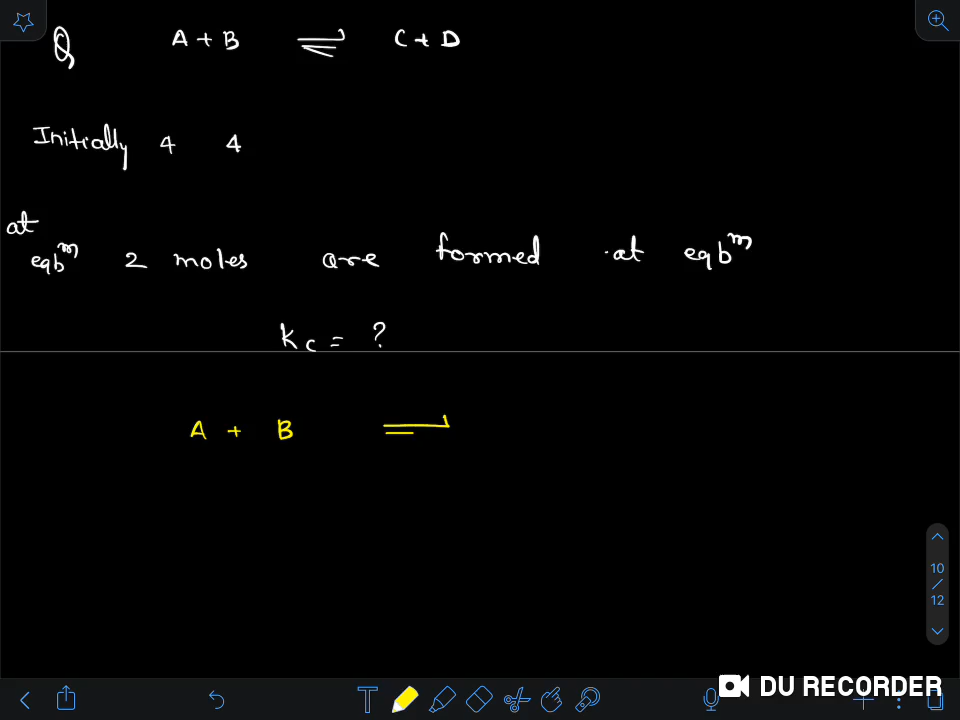 Q A + B ⇌ C + D
Initially 4 4
at
eqbᵐ 2 moles are formed at eqbᵐ
Kc = ?
A + B ⇌
10
/
12
T
DU RECORDER